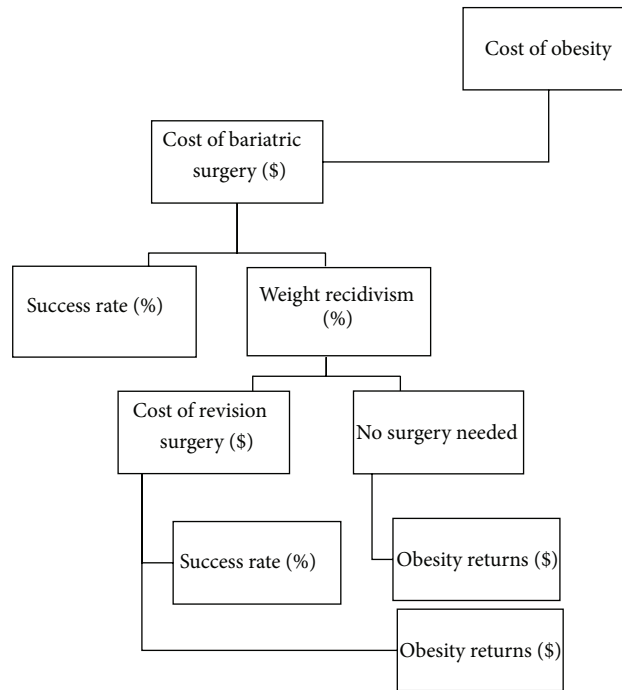 Cost of obesity
Cost of bariatric
surgery ($)
Success rate (%)
Weight recidivism
(%)
Cost of revision
surgery ($)
No surgery needed
Success rate (%)
Obesity returns ($)
Obesity returns ($)